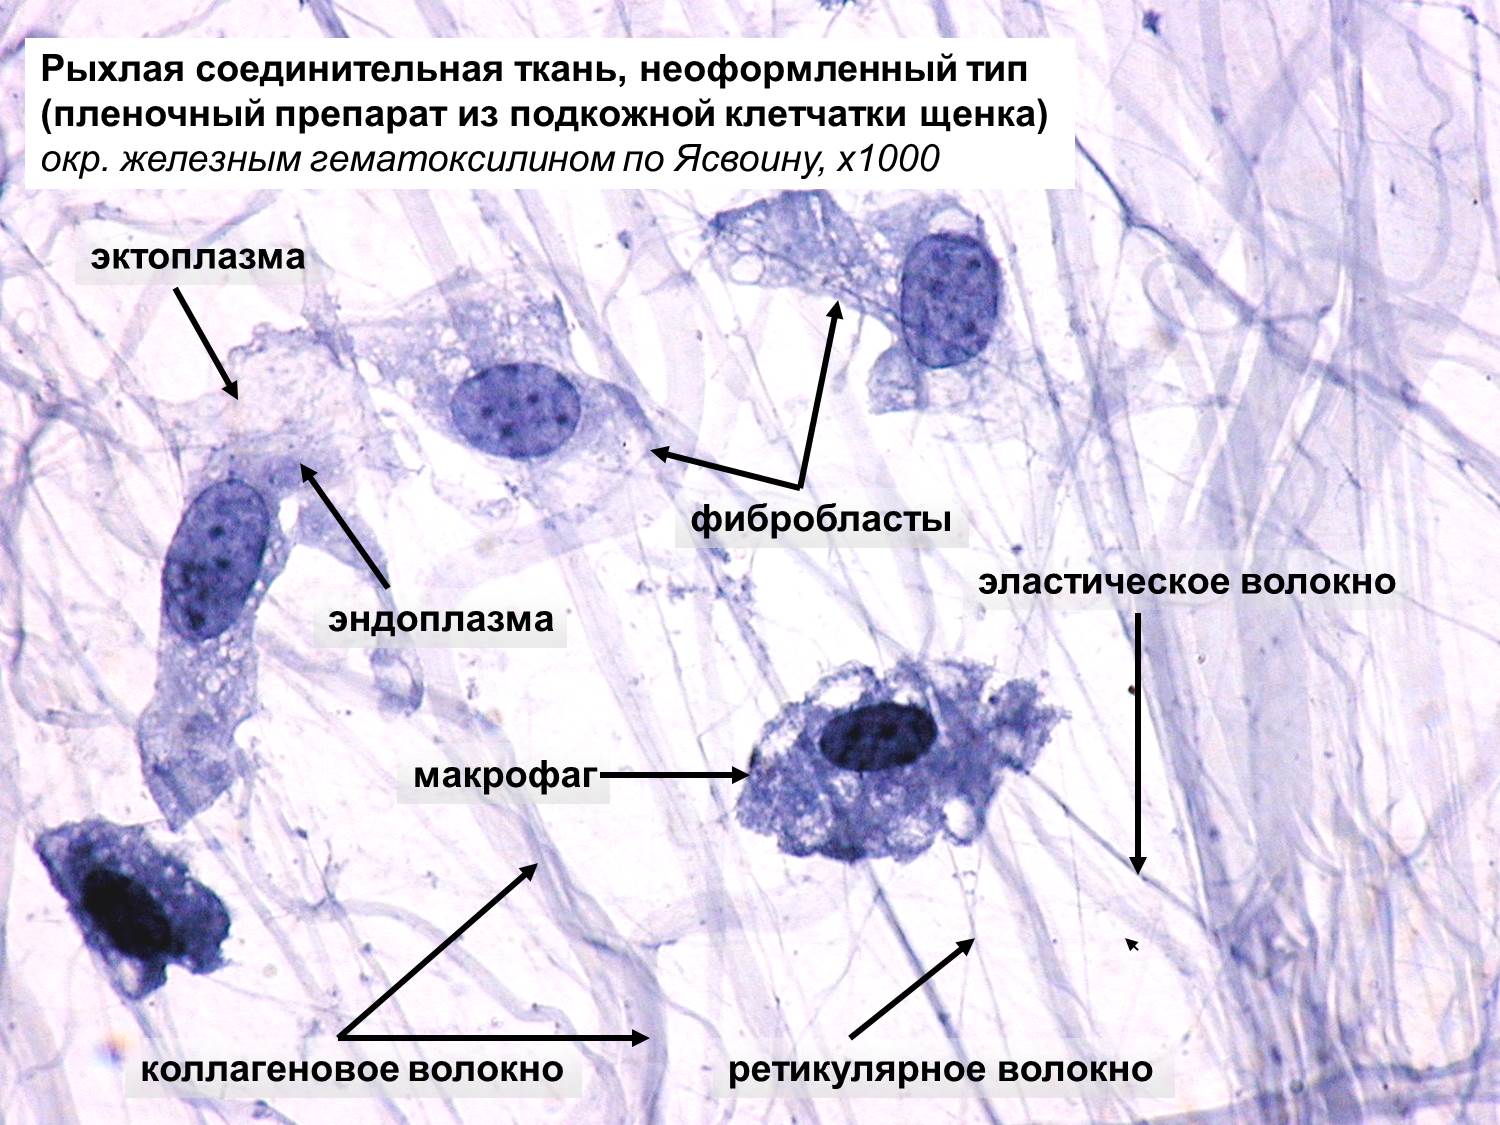 Рыхлая соединительная ткань, неоформленный тип
(пленочный препарат из подкожной клетчатки щенка)
окр. железным гематоксилином по Ясвоину, х1000
эктоплазма
фибробласты
эластическое волокно
эндоплазма
макрофаг
коллагеновое волокно
ретикулярное волокно